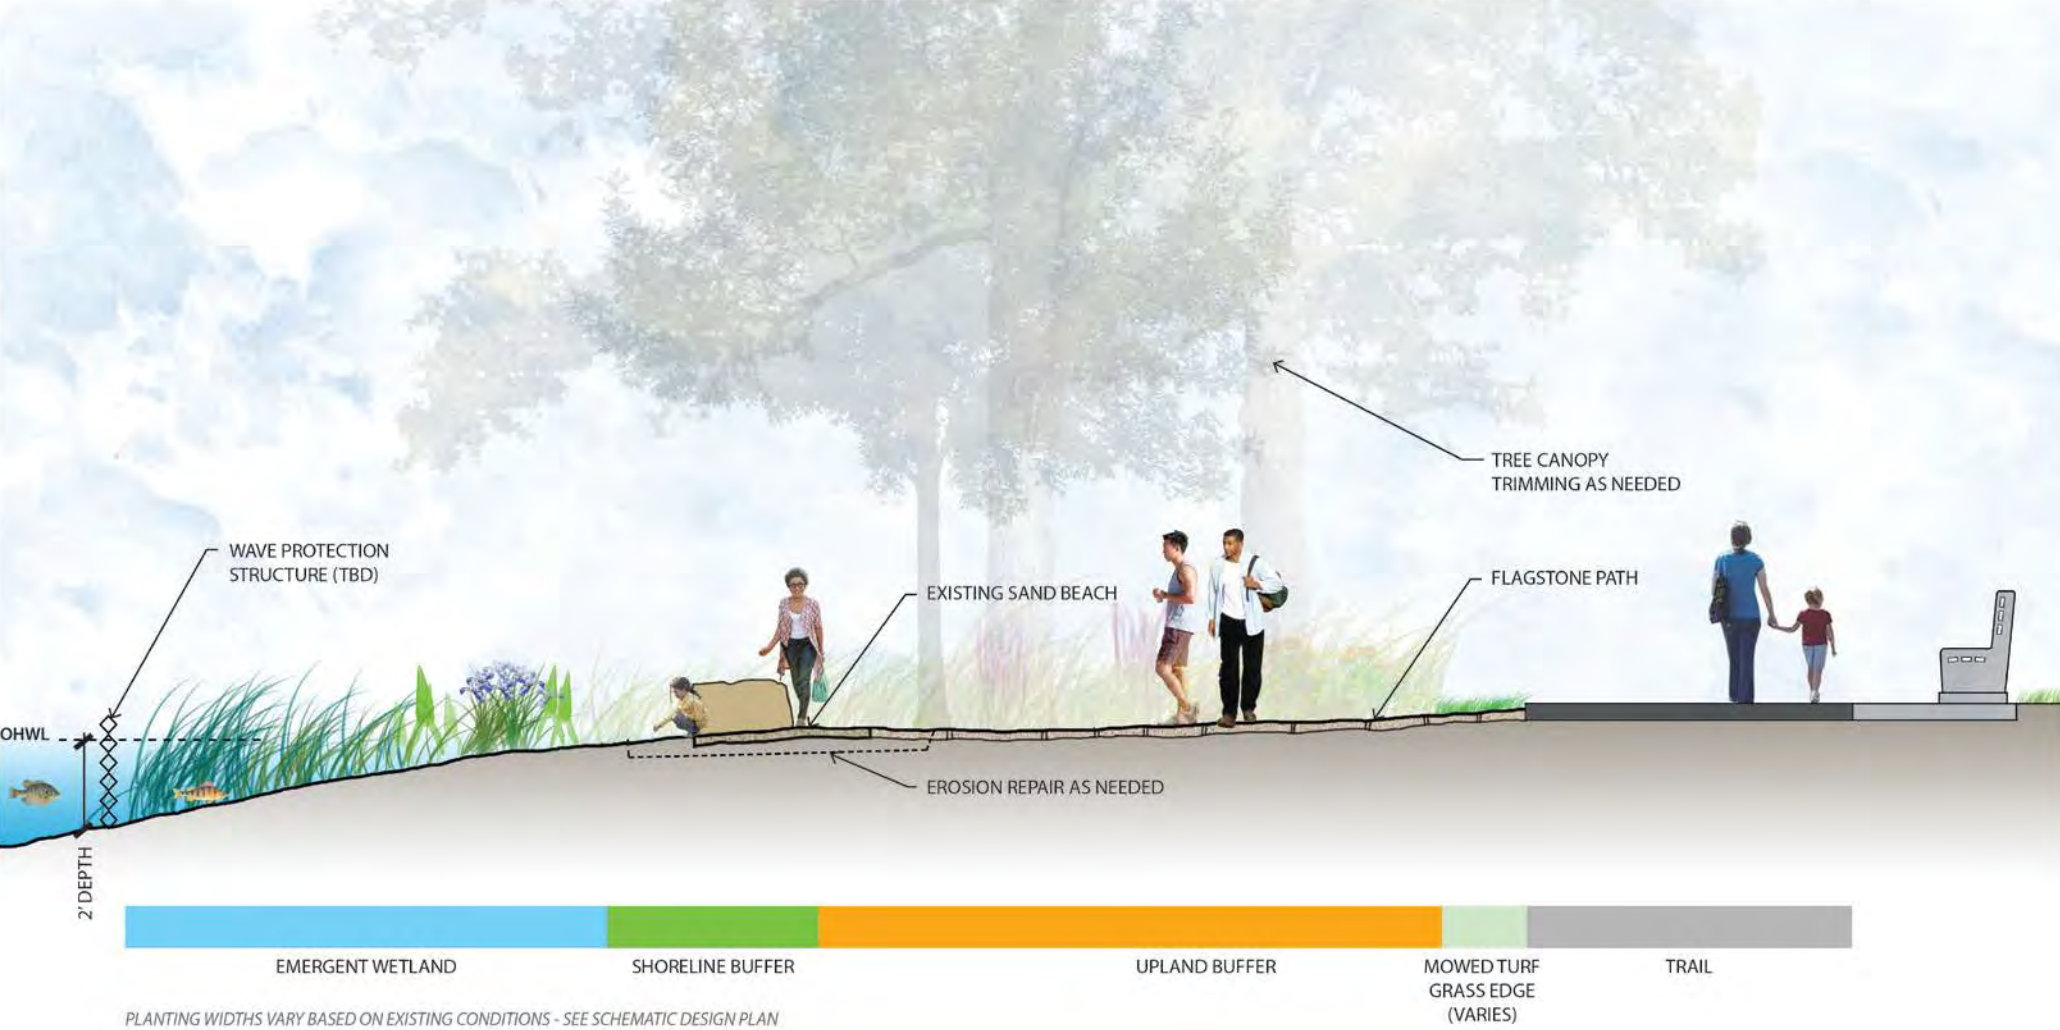 TREE CANOPY
TRIMMING AS NEEDED
WAVE PROTECTION
STRUCTURE (TBD)
EXISTING SAND BEACH
FLAGSTONE PATH
OHWL
EROSION REPAIR AS NEEDED
2' DEPTH
EMERGENT WETLAND
SHORELINE BUFFER
UPLAND BUFFER
MOWED TURF
GRASS EDGE
(VARIES)
TRAIL
PLANTING WIDTHS VARY BASED ON EXISTING CONDITIONS - SEE SCHEMATIC DESIGN PLAN